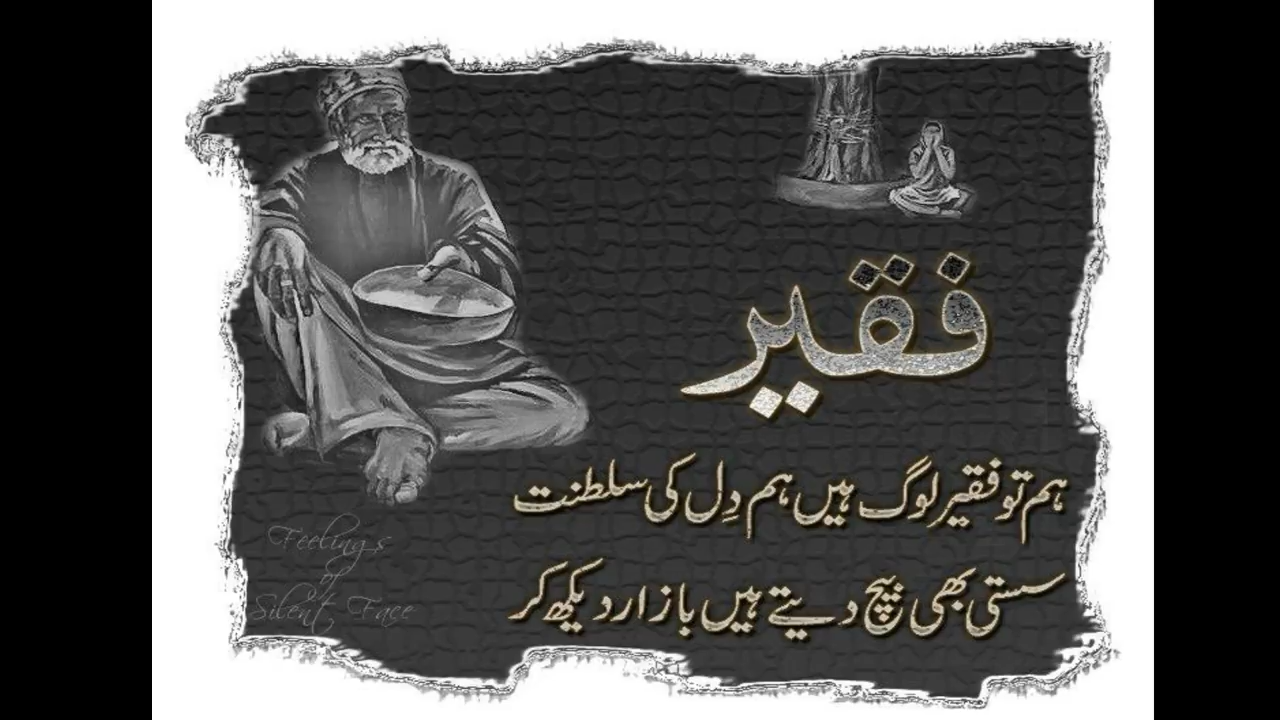 فقیر
ہم تو فقیر لوگ ہیں ہم دِل کی سلطنت
سستی بھی بیچ دیتے ہیں بازار دیکھ کر
Feelings
of
Silent Face